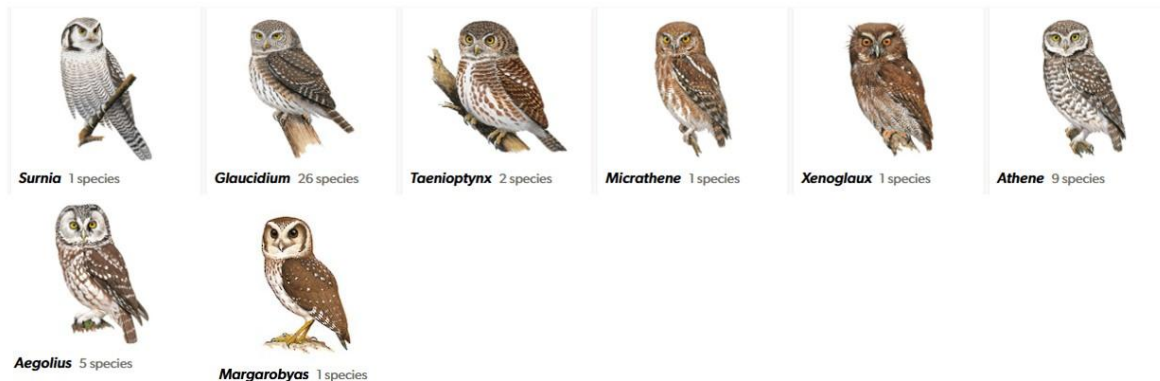 Surnia 1 species
Glaucidium 26 species
Taenioptynx 2 species
Micrathene 1 species
Xenoglaux 1 species
Athene 9 species
Aegolius 5 species
Margarobyas 1 species